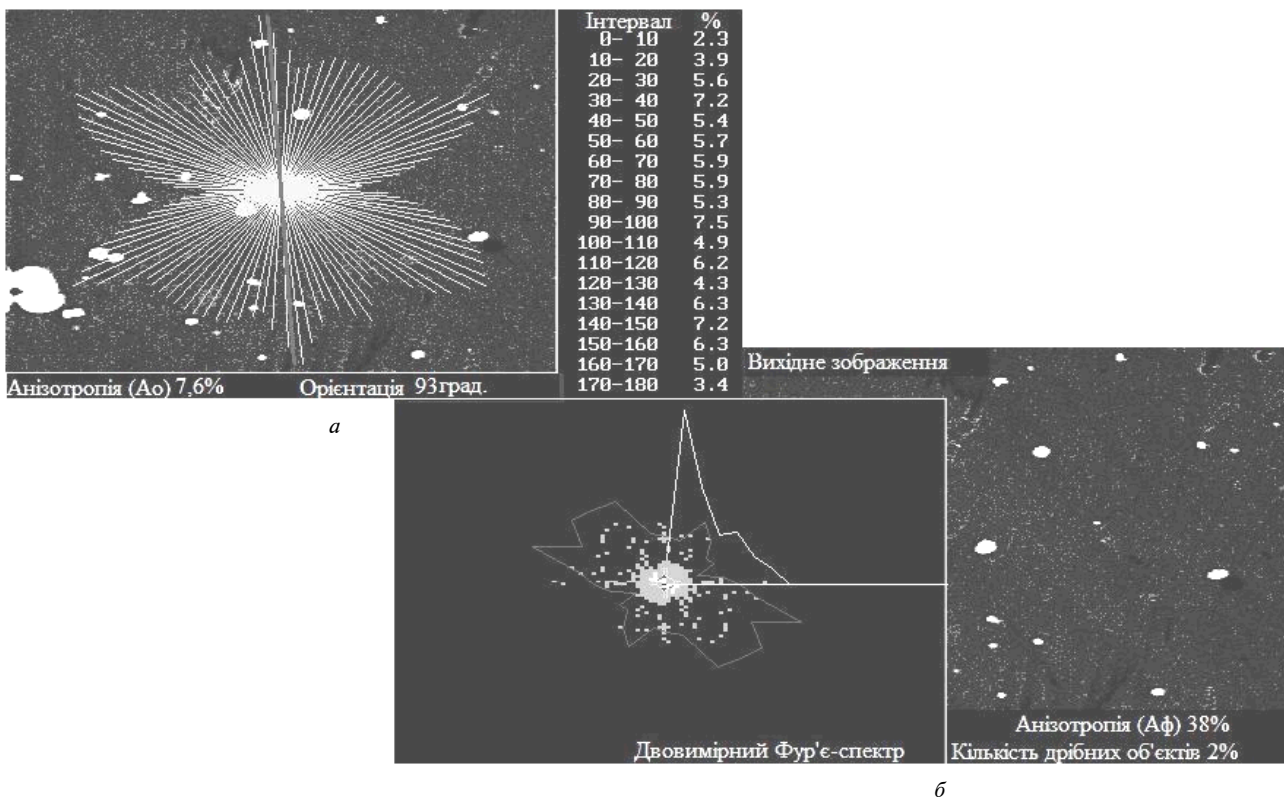 Інтервал %
0- 10 2.3
10- 20 3.9
20- 30 5.6
30- 40 7.2
40- 50 5.4
50- 60 5.7
60- 70 5.9
70- 80 5.9
80- 90 5.3
90-100 7.5
100-110 4.9
110-120 6.2
120-130 4.3
130-140 6.3
140-150 7.2
150-160 6.3
160-170 5.0
170-180 3.4
Анізотропія (Ао) 7,6% Орієнтація 93град.
а
Вихідне зображення
Двовимірний Фур'є-спектр
Анізотропія (Аф) 38%
Кількість дрібних об'єктів 2%
б